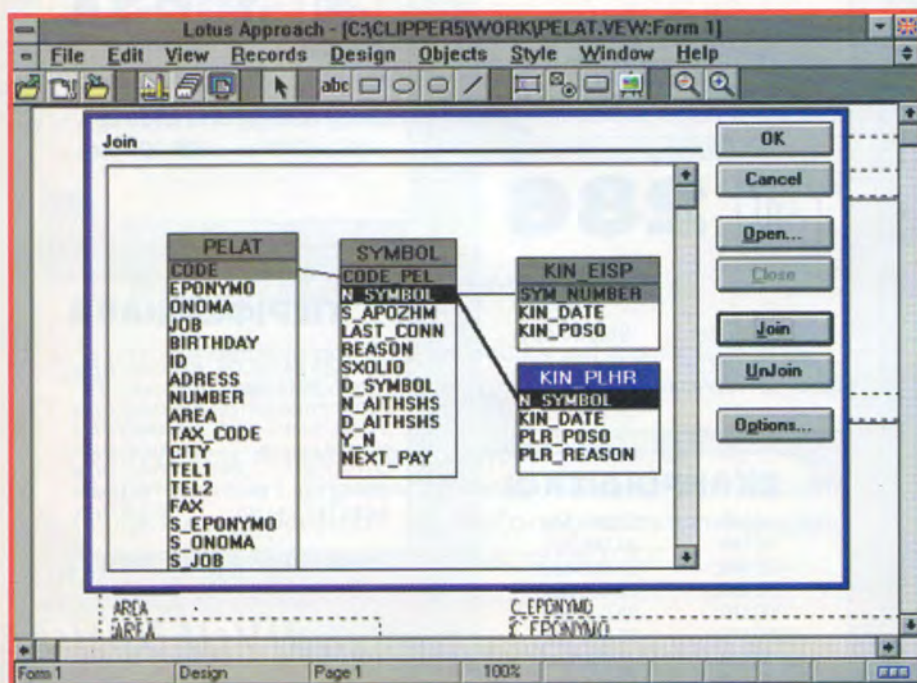 Lotus Approach - [C:\CLIPPER5\WORK\PELAT.VEW:Form 1]
File Edit View Records Design Objects Style Window Help
abc
Join
OK
Cancel
Open...
Close
Join
UnJoin
Options...
PELAT
CODE
EPONYMO
ONOMA
JOB
BIRTHDAY
ID
ADRESS
NUMBER
AREA
TAX_CODE
CITY
TEL1
TEL2
FAX
S_EPONYMO
S_ONOMA
S_JOB
SYMBOL
CODE_PEL
N_SYMBOL
S_APOZHM
LAST_CONN
REASON
SXOLIO
D_SYMBOL
N_AITHSHS
D_AITHSHS
Y_N
NEXT_PAY
KIN_EISP
SYM_NUMBER
KIN_DATE
KIN_POSO
KIN_PLHR
N_SYMBOL
KIN_DATE
PLR_POSO
PLR_REASON
AREA
AREA
C_EPONYMO
C_EPONYMO
Form 1 Design Page 1 100%